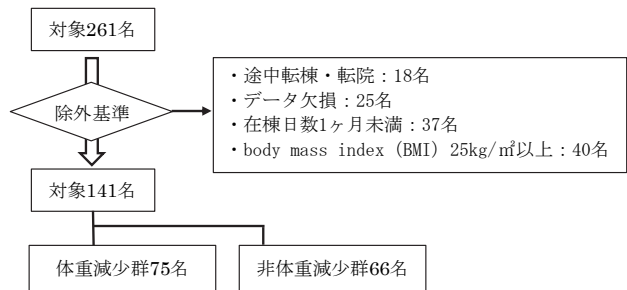 対象261名
除外基準
・途中転棟・転院：18名
・データ欠損：25名
・在棟日数1ヶ月未満：37名
・body mass index (BMI) 25kg/㎡以上：40名
対象141名
体重減少群75名
非体重減少群66名